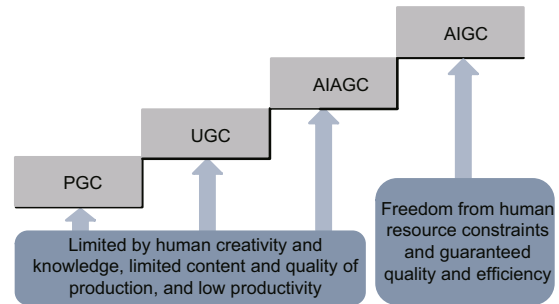 AIGC
AIAGC
UGC
PGC
Limited by human creativity and
knowledge, limited content and quality of
production, and low productivity
Freedom from human
resource constraints
and guaranteed
quality and efficiency